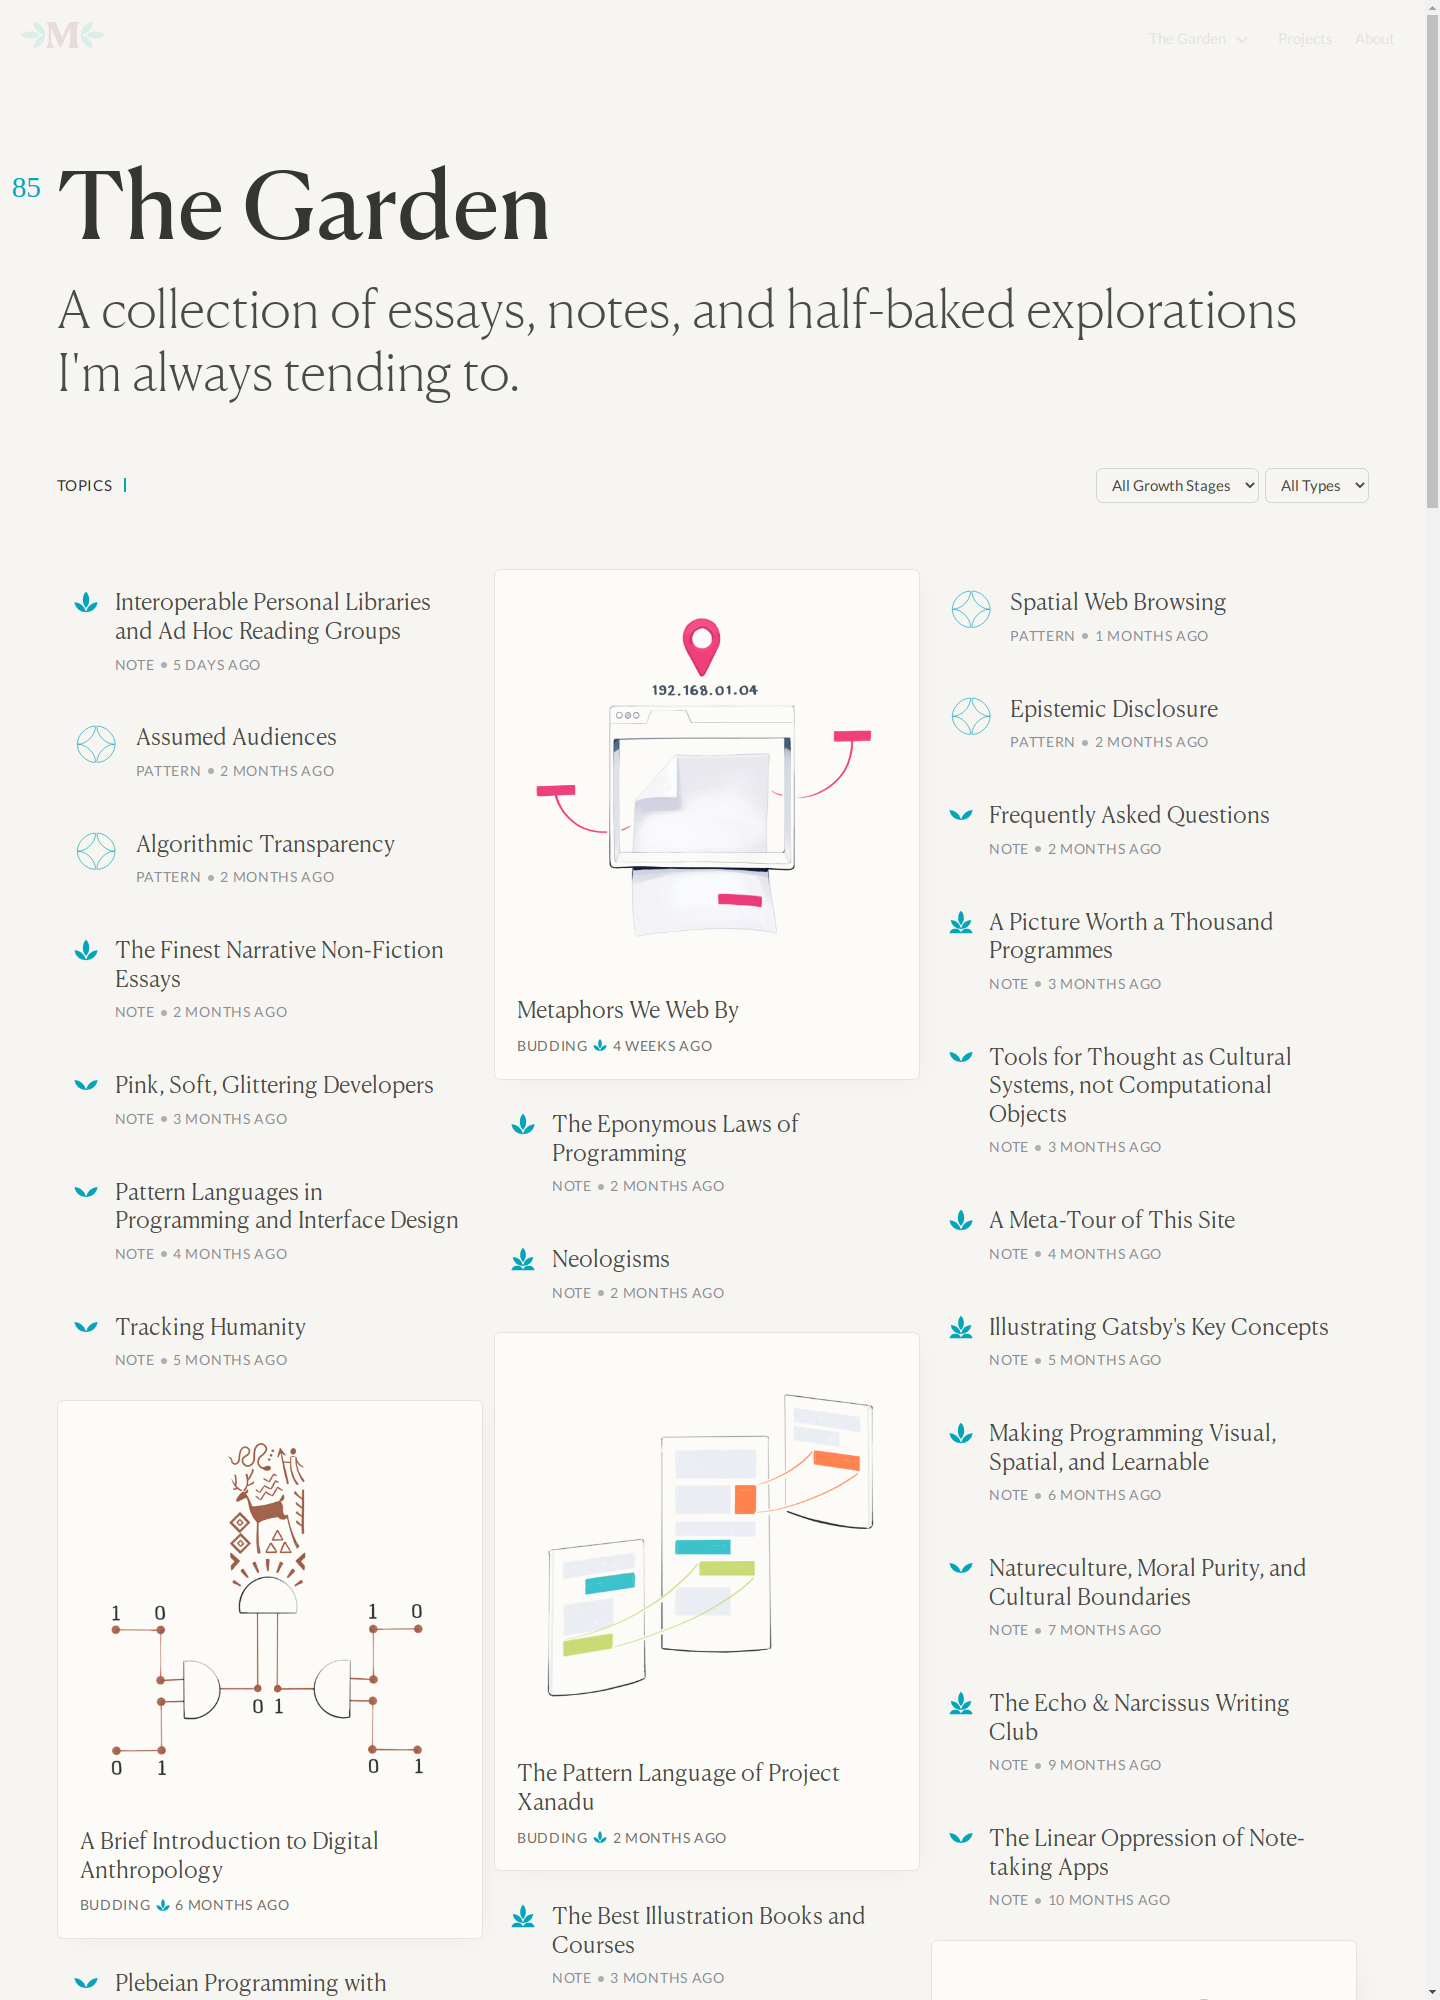 M
The Garden
Projects
About
85
The Garden
A collection of essays, notes, and half-baked explorations
I'm always tending to.
TOPICS
All Growth Stages
All Types
Interoperable Personal Libraries
and Ad Hoc Reading Groups
NOTE • 5 DAYS AGO
Assumed Audiences
PATTERN • 2 MONTHS AGO
Algorithmic Transparency
PATTERN • 2 MONTHS AGO
The Finest Narrative Non-Fiction
Essays
NOTE • 2 MONTHS AGO
Pink, Soft, Glittering Developers
NOTE • 3 MONTHS AGO
Pattern Languages in
Programming and Interface Design
NOTE • 4 MONTHS AGO
Tracking Humanity
NOTE • 5 MONTHS AGO
1 0
1 0
0 1
0 1
0 1
A Brief Introduction to Digital
Anthropology
BUDDING 6 MONTHS AGO
Plebeian Programming with
192.168.01.04
Metaphors We Web By
BUDDING 4 WEEKS AGO
The Eponymous Laws of
Programming
NOTE • 2 MONTHS AGO
Neologisms
NOTE • 2 MONTHS AGO
The Pattern Language of Project
Xanadu
BUDDING 2 MONTHS AGO
The Best Illustration Books and
Courses
NOTE • 3 MONTHS AGO
Spatial Web Browsing
PATTERN • 1 MONTHS AGO
Epistemic Disclosure
PATTERN • 2 MONTHS AGO
Frequently Asked Questions
NOTE • 2 MONTHS AGO
A Picture Worth a Thousand
Programmes
NOTE • 3 MONTHS AGO
Tools for Thought as Cultural
Systems, not Computational
Objects
NOTE • 3 MONTHS AGO
A Meta-Tour of This Site
NOTE • 4 MONTHS AGO
Illustrating Gatsby's Key Concepts
NOTE • 5 MONTHS AGO
Making Programming Visual,
Spatial, and Learnable
NOTE • 6 MONTHS AGO
Natureculture, Moral Purity, and
Cultural Boundaries
NOTE • 7 MONTHS AGO
The Echo & Narcissus Writing
Club
NOTE • 9 MONTHS AGO
The Linear Oppression of Note-
taking Apps
NOTE • 10 MONTHS AGO